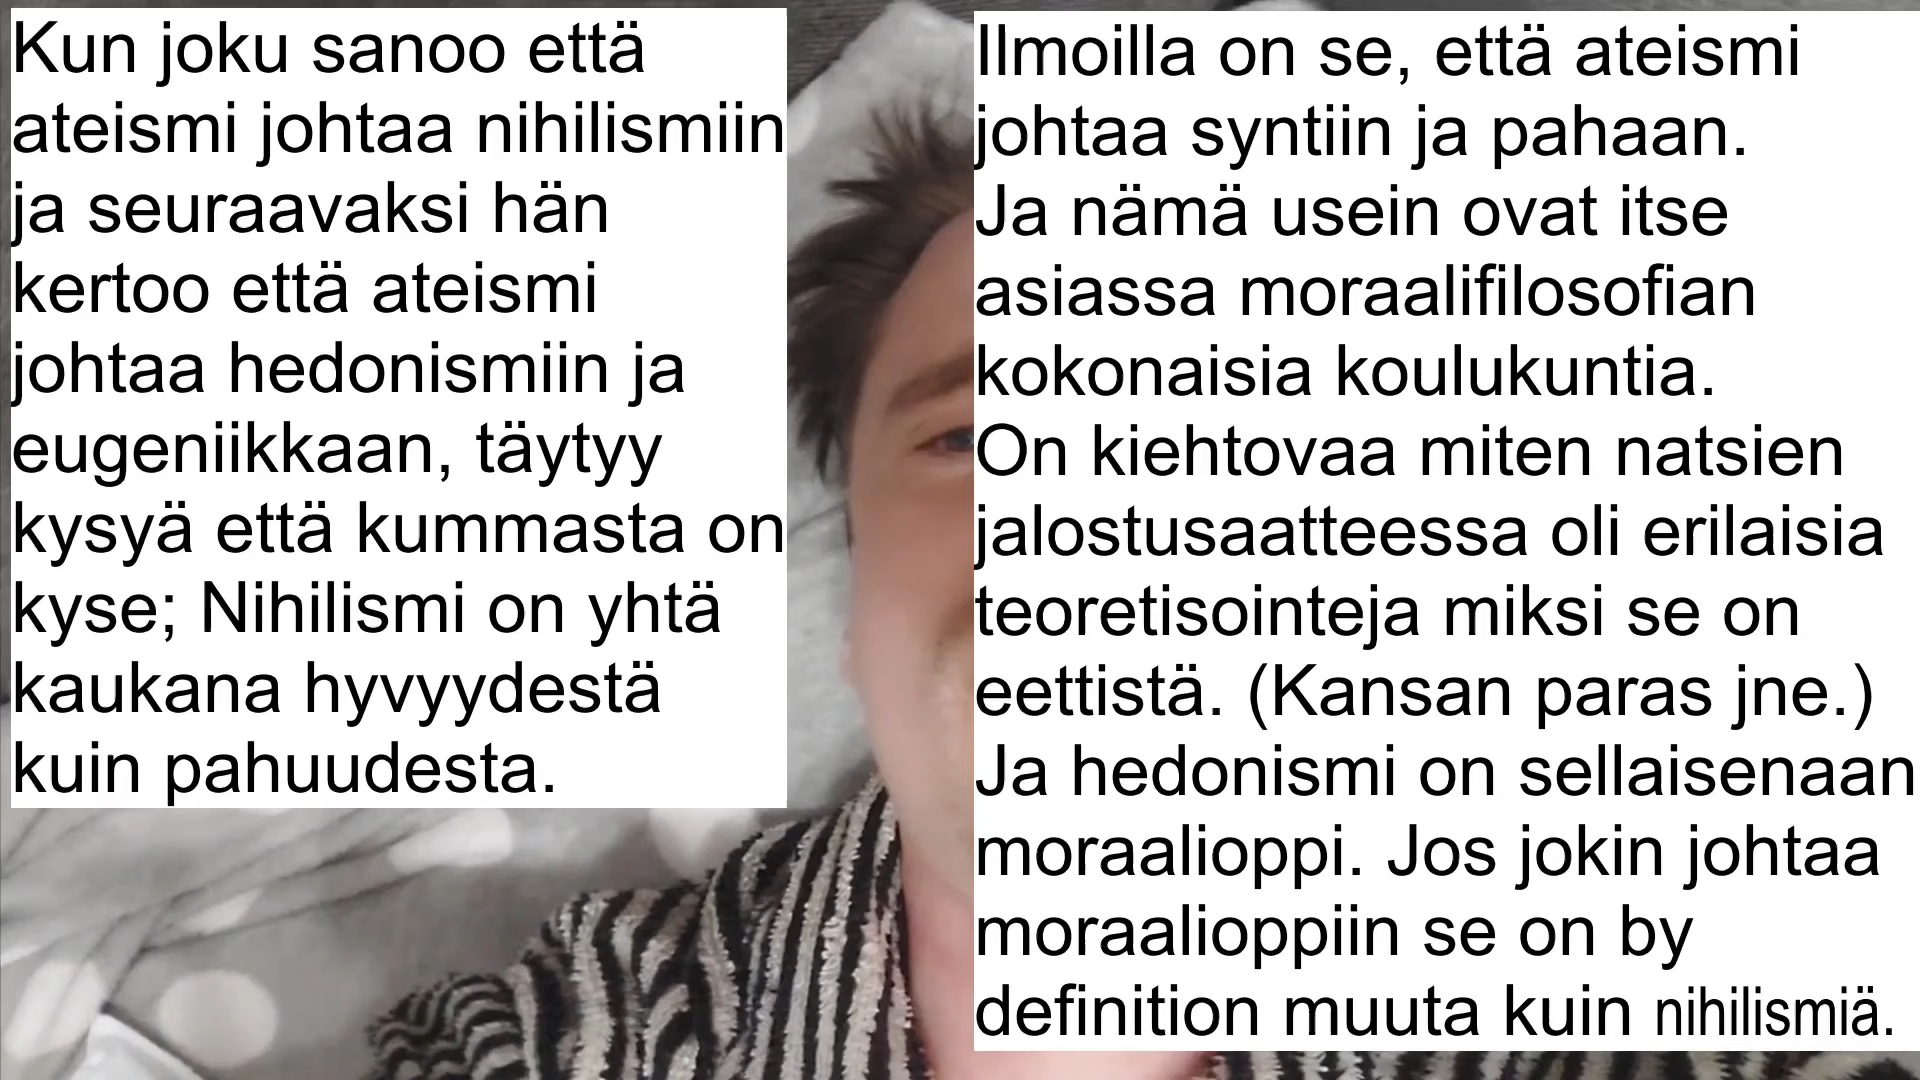 Kun joku sanoo että
ateismi johtaa nihilismiin
ja seuraavaksi hän
kertoo että ateismi
johtaa hedonismiin ja
eugeniikkaan, täytyy
kysyä että kummasta on
kyse; Nihilismi on yhtä
kaukana hyvyydestä
kuin pahuudesta.
Ilmoilla on se, että ateismi
johtaa syntiin ja pahaan.
Ja nämä usein ovat itse
asiassa moraalifilosofian
kokonaisia koulukuntia.
On kiehtovaa miten natsien
jalostusaatteessa oli erilaisia
teoretisointeja miksi se on
eettistä. (Kansan paras jne.)
Ja hedonismi on sellaisenaan
moraalioppi. Jos jokin johtaa
moraalioppiin se on by
definition muuta kuin nihilismiä.